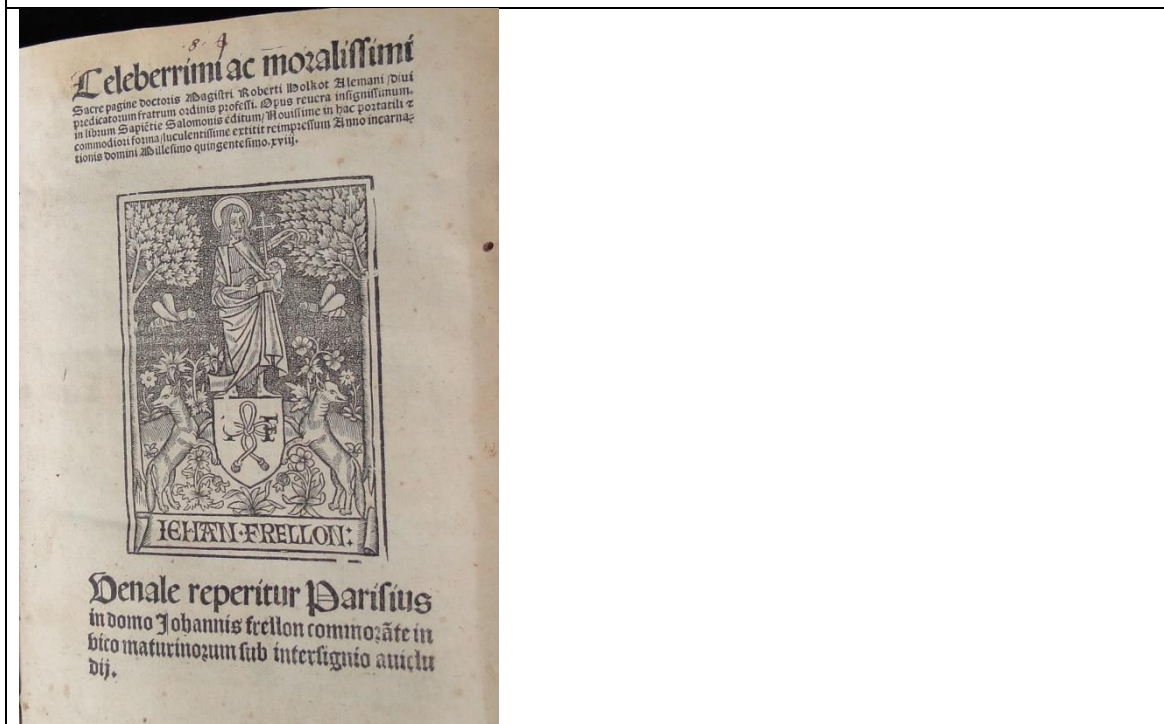 8. 4
Celeberrimi ac moralissimi
Sacre pagine doctoris Magistri Roberti Holkot Alemani /diui
predicatorum fratrum ordinis professi. Opus reuera insignissimum.
in librum Sapiētie Salomonis editum/Nouissime in hac portatili ⁊
commodiori forma/luculentissime extitit reimpressum Anno incarna-
tionis domini Millesimo quingentesimo.xviij.
IEHAN·FRELLON:
Venale reperitur Parisius
in domo Johannis frellon commorāte in
vico maturinorum sub intersignio auiclu
dij.